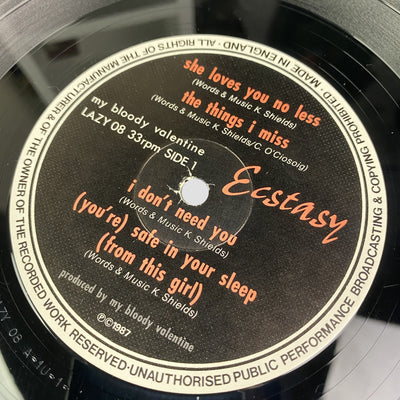 she loves you no less
(Words & Music K Shields)
the things i miss
(Words & Music K Shields/C. O'Ciosoig)
my bloody valentine
LAZY 08 33rpm SIDE 1
Ecstasy
i don't need you
(Words & Music K Shields)
(you're) safe in your sleep
(from this girl)
(Words & Music K. Shields)
produced by my bloody valentine
℗©1987
ALL RIGHTS OF THE MANUFACTURER & OF THE OWNER OF THE RECORDED WORK RESERVED·UNAUTHORISED PUBLIC PERFORMANCE BROADCASTING & COPYING PROHIBITED· MADE IN ENGLAND·